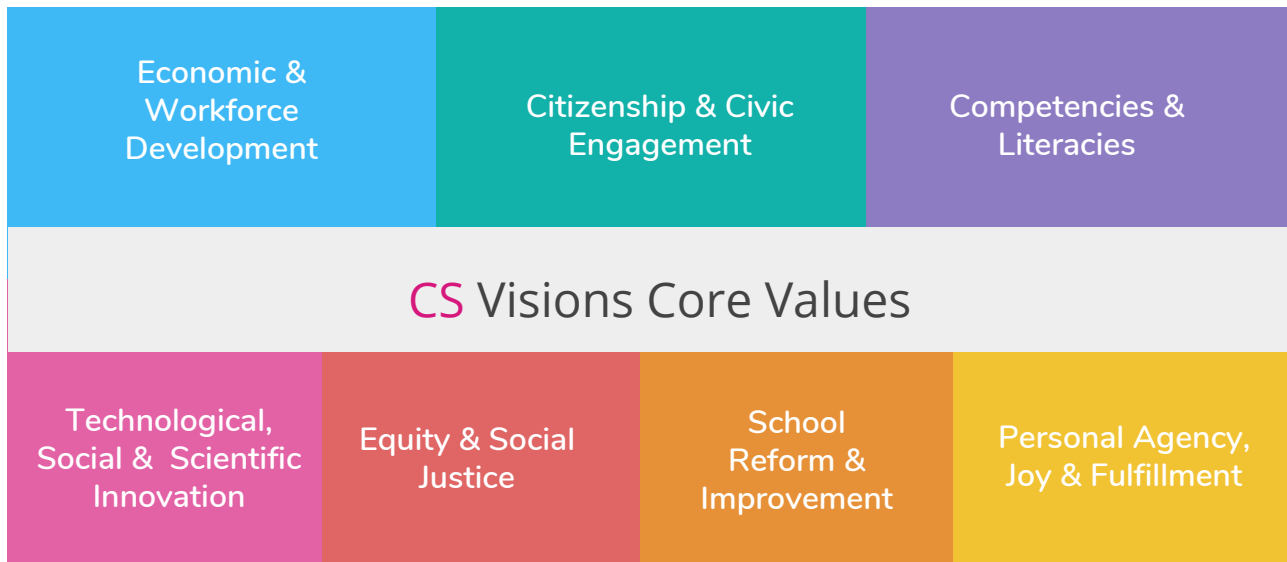 Economic &
Workforce
Development
Citizenship & Civic
Engagement
Competencies &
Literacies
CS Visions Core Values
Technological,
Social & Scientific
Innovation
Equity & Social
Justice
School
Reform &
Improvement
Personal Agency,
Joy & Fulfillment